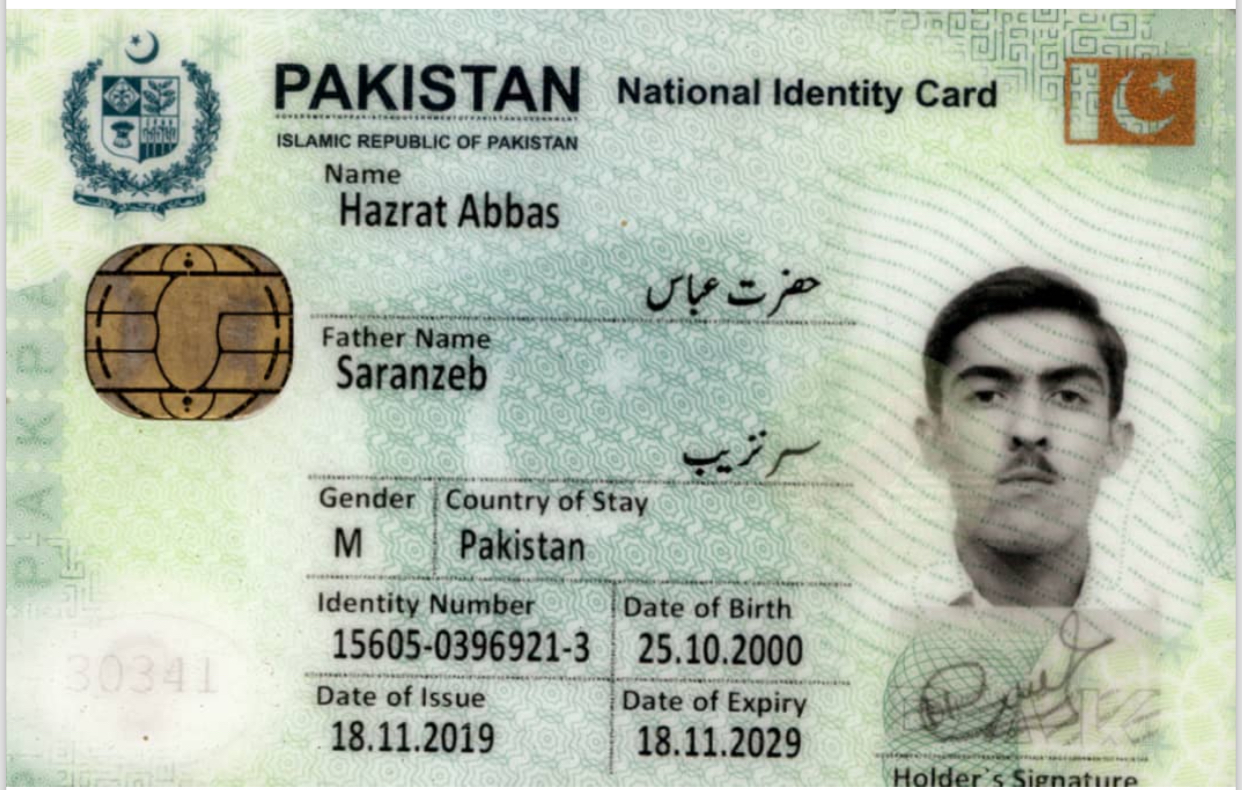 PAKISTAN National Identity Card
ISLAMIC REPUBLIC OF PAKISTAN
Name
Hazrat Abbas
حضرت عباس
Father Name
Saranzeb
سرنزیب
Gender Country of Stay
M Pakistan
Identity Number Date of Birth
15605-0396921-3 25.10.2000
Date of Issue Date of Expiry
18.11.2019 18.11.2029
30341
Holder`s Signature